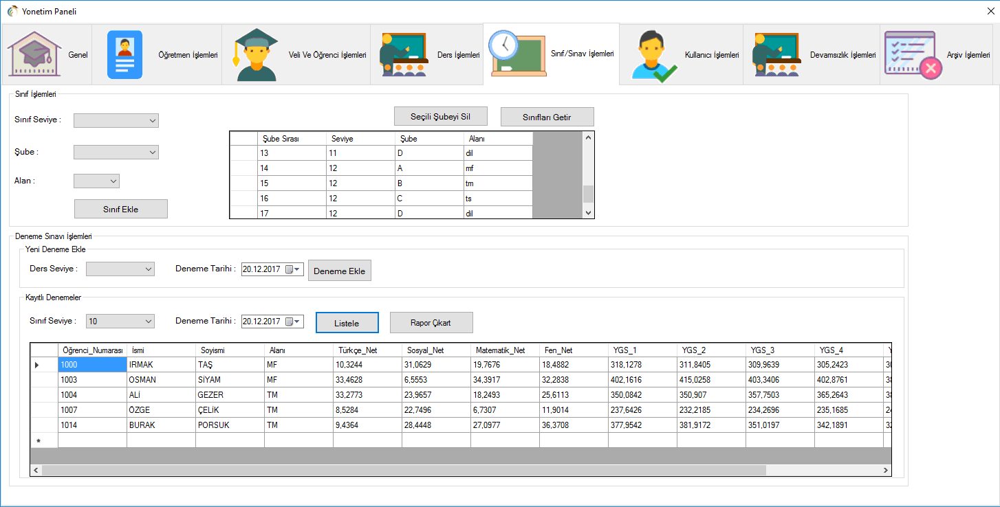 Yonetim Paneli
Genel
Öğretmen İşlemleri
Veli Ve Öğrenci İşlemleri
Ders İşlemleri
Sınıf/Sınav İşlemleri
Kullanıcı İşlemleri
Devamsızlık İşlemleri
Arşiv İşlemleri
Sınıf İşlemleri
Sınıf Seviye :
Şube :
Alan :
Sınıf Ekle
Seçili Şubeyi Sil
Sınıfları Getir
Şube Sırası Seviye Şube Alanı
13 11 D dil
14 12 A mf
15 12 B tm
16 12 C ts
17 12 D dil
Deneme Sınavı İşlemleri
Yeni Deneme Ekle
Ders Seviye : Deneme Tarihi : 20.12.2017 Deneme Ekle
Kayıtlı Denemeler
Sınıf Seviye : 10 Deneme Tarihi : 20.12.2017 Listele Rapor Çıkart
Öğrenci_Numarası İsmi Soyismi Alanı Türkçe_Net Sosyal_Net Matematik_Net Fen_Net YGS_1 YGS_2 YGS_3 YGS_4 Y
1000 IRMAK TAŞ MF 10,3244 31,0629 19,7676 18,4882 318,1278 311,8405 309,9639 305,2423
1003 OSMAN SİYAM MF 33,4628 6,5553 34,3917 32,2838 402,1616 415,0258 403,3406 402,8761
1004 ALİ GEZER TM 33,2773 23,9657 18,2493 25,6113 350,0842 350,907 357,7503 365,2643
1007 ÖZGE ÇELİK TM 8,5284 22,7496 6,7307 11,9014 237,6426 232,2185 234,2696 235,1685
1014 BURAK PORSUK TM 9,4364 28,4448 27,0977 36,3708 377,9542 381,9172 351,0197 342,1891